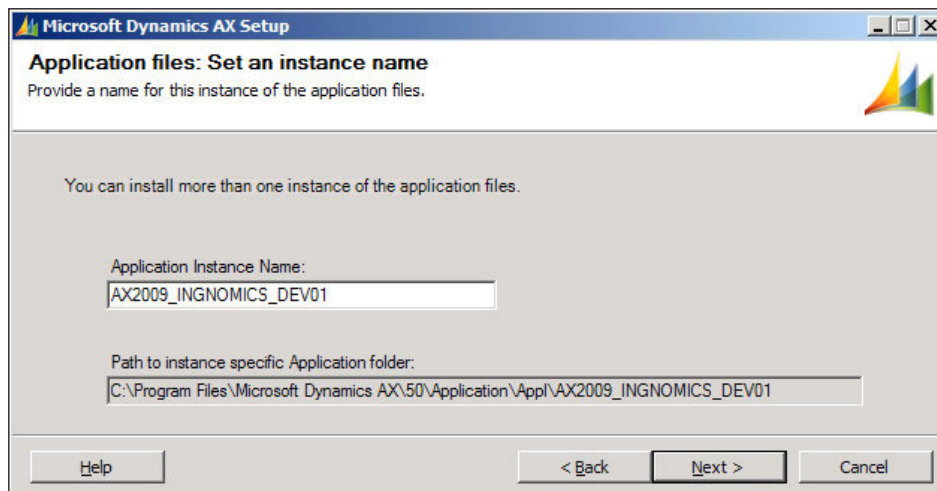 Microsoft Dynamics AX Setup
Application files: Set an instance name
Provide a name for this instance of the application files.
You can install more than one instance of the application files.
Application Instance Name:
AX2009_INGNOMICS_DEV01
Path to instance specific Application folder:
C:\Program Files\Microsoft Dynamics AX\50\Application\Appl\AX2009_INGNOMICS_DEV01
Help
< Back
Next >
Cancel